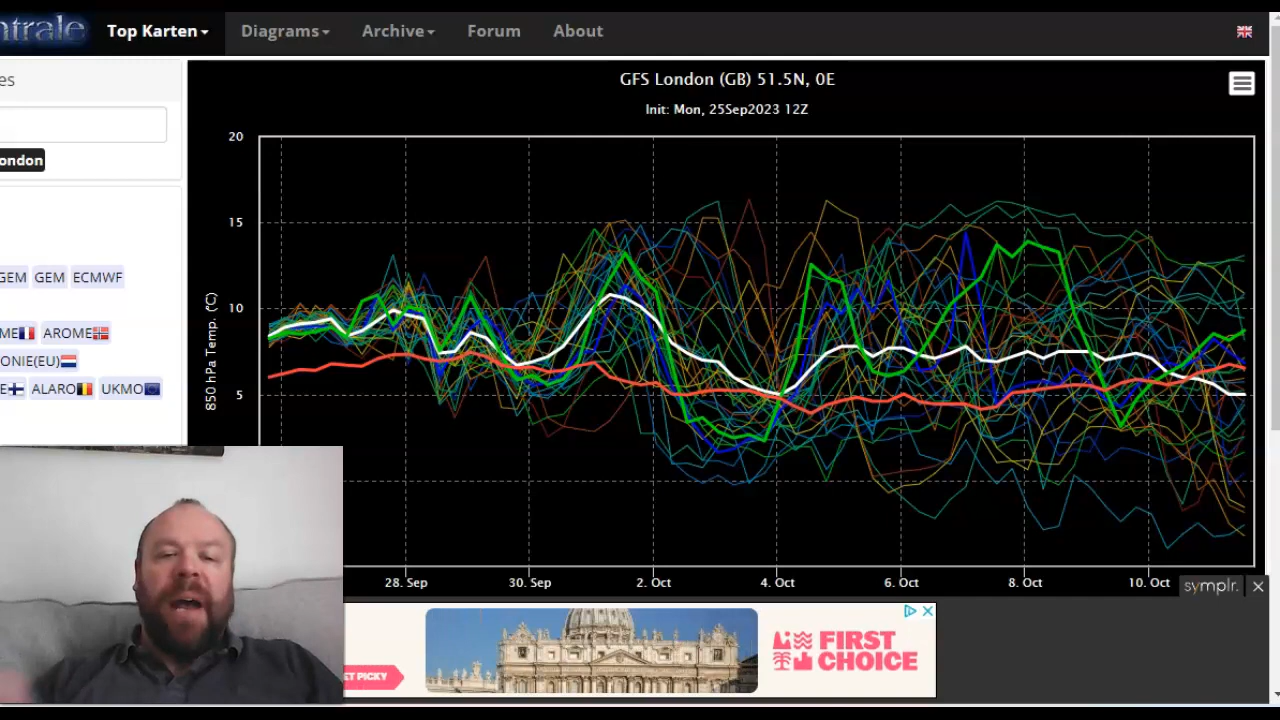 ntrale
Top Karten Diagrams Archive Forum About
es
ondon
GEM GEM ECMWF
ME AROME
ONIE(EU)
E ALARO UKMO
GFS London (GB) 51.5N, 0E
Init: Mon, 25Sep2023 12Z
850 hPa Temp. (°C)
20
15
10
5
28. Sep 30. Sep 2. Oct 4. Oct 6. Oct 8. Oct 10. Oct
symplr.
ET PICKY
FIRST
CHOICE